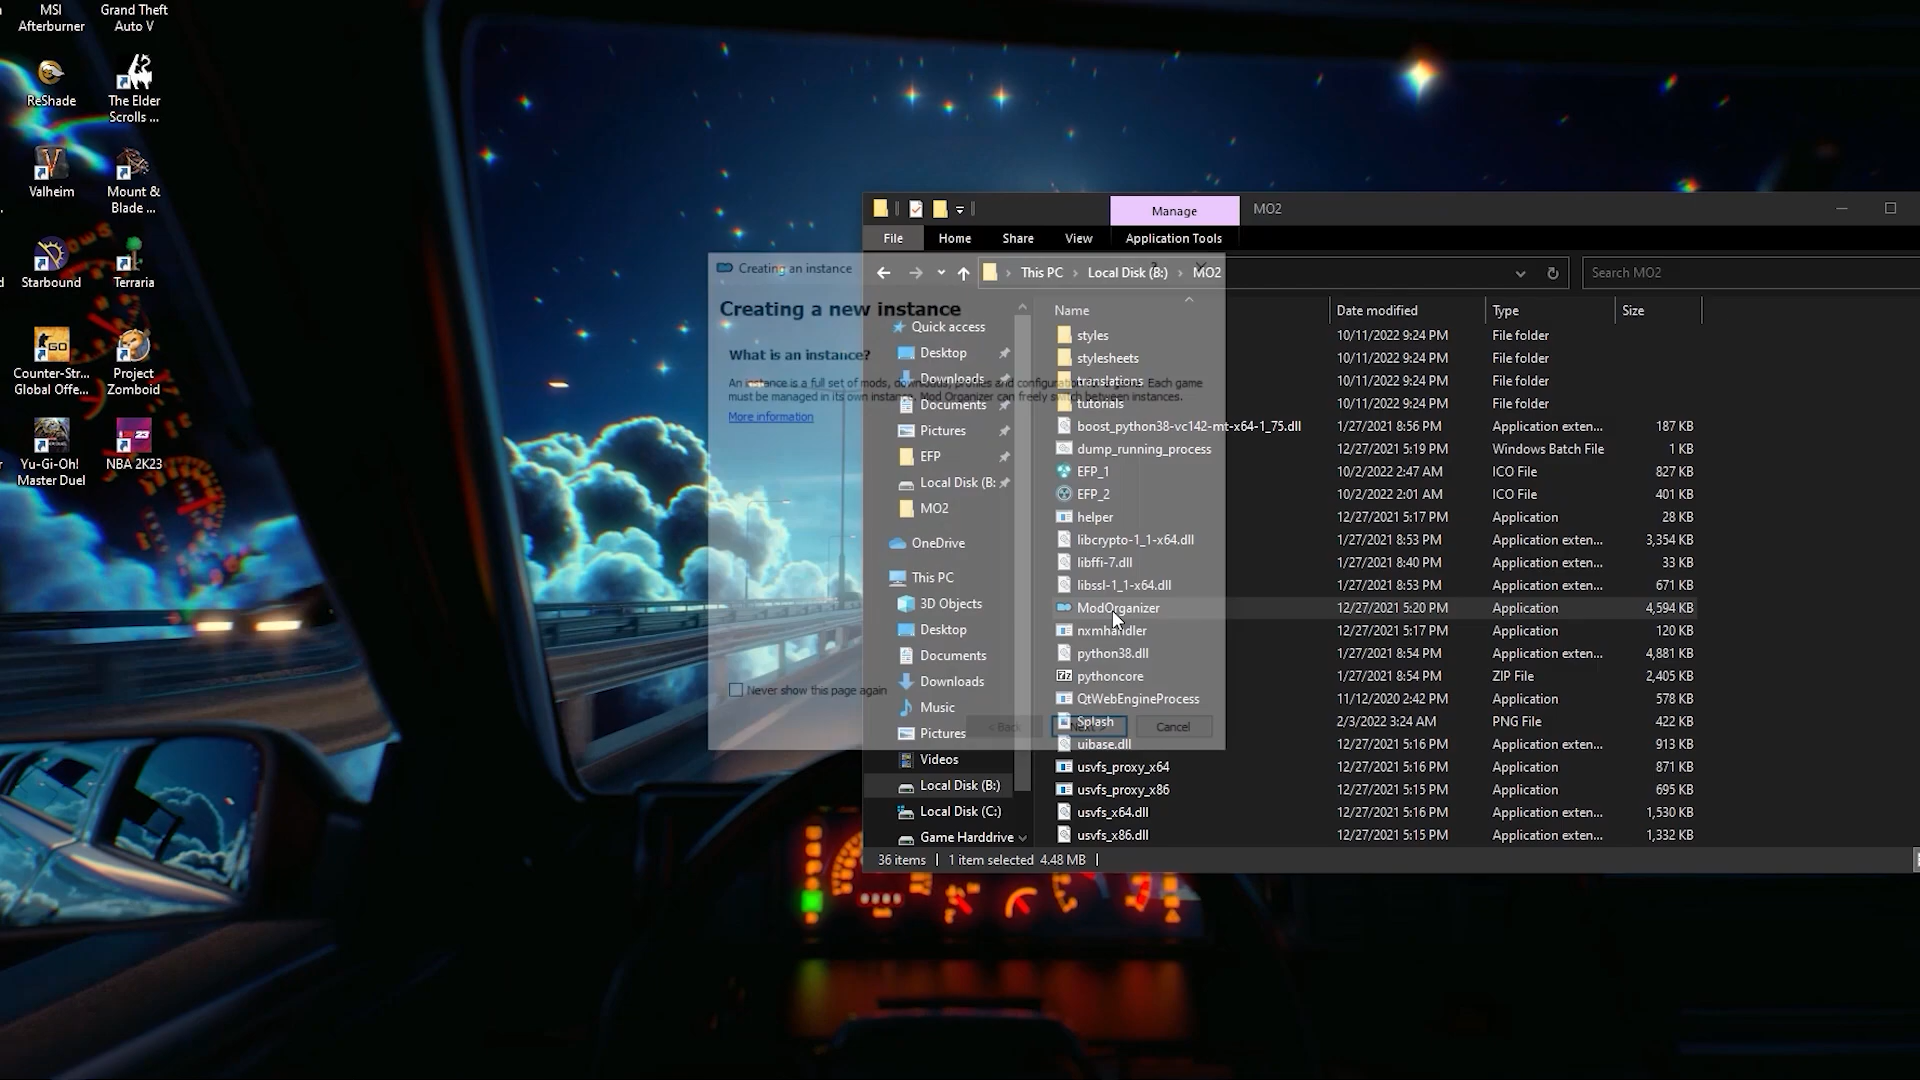 MSI
Afterburner
Grand Theft
Auto V
ReShade
The Elder
Scrolls ...
Valheim
Mount &
Blade ...
Starbound
Terraria
Counter-Str...
Global Offe...
Project
Zomboid
Yu-Gi-Oh!
Master Duel
NBA 2K23
Manage
MO2
File
Home
Share
View
Application Tools
This PC
Local Disk (B:)
MO2
Search MO2
Creating an instance
Creating a new instance
What is an instance?
An instance is a full set of mods, downloads, profiles and configuration Each game
must be managed in its own instance. Mod Organizer can freely switch between instances.
More information
Never show this page again
< Back
Next >
Cancel
Quick access
Desktop
Downloads
Documents
Pictures
EFP
Local Disk (B:
MO2
OneDrive
This PC
3D Objects
Desktop
Documents
Downloads
Music
Pictures
Videos
Local Disk (B:)
Local Disk (C:)
Game Harddrive
Name Date modified Type Size
styles 10/11/2022 9:24 PM File folder
stylesheets 10/11/2022 9:24 PM File folder
translations 10/11/2022 9:24 PM File folder
tutorials 10/11/2022 9:24 PM File folder
boost_python38-vc142-mt-x64-1_75.dll 1/27/2021 8:56 PM Application exten... 187 KB
dump_running_process 12/27/2021 5:19 PM Windows Batch File 1 KB
EFP_1 10/2/2022 2:47 AM ICO File 827 KB
EFP_2 10/2/2022 2:01 AM ICO File 401 KB
helper 12/27/2021 5:17 PM Application 28 KB
libcrypto-1_1-x64.dll 1/27/2021 8:53 PM Application exten... 3,354 KB
libffi-7.dll 1/27/2021 8:40 PM Application exten... 33 KB
libssl-1_1-x64.dll 1/27/2021 8:53 PM Application exten... 671 KB
ModOrganizer 12/27/2021 5:20 PM Application 4,594 KB
nxmhandler 12/27/2021 5:17 PM Application 120 KB
python38.dll 1/27/2021 8:54 PM Application exten... 4,881 KB
pythoncore 1/27/2021 8:54 PM ZIP File 2,405 KB
QtWebEngineProcess 11/12/2020 2:42 PM Application 578 KB
Splash 2/3/2022 3:24 AM PNG File 422 KB
uibase.dll 12/27/2021 5:16 PM Application exten... 913 KB
usvfs_proxy_x64 12/27/2021 5:16 PM Application 871 KB
usvfs_proxy_x86 12/27/2021 5:15 PM Application 695 KB
usvfs_x64.dll 12/27/2021 5:16 PM Application exten... 1,530 KB
usvfs_x86.dll 12/27/2021 5:15 PM Application exten... 1,332 KB
36 items
1 item selected 4.48 MB